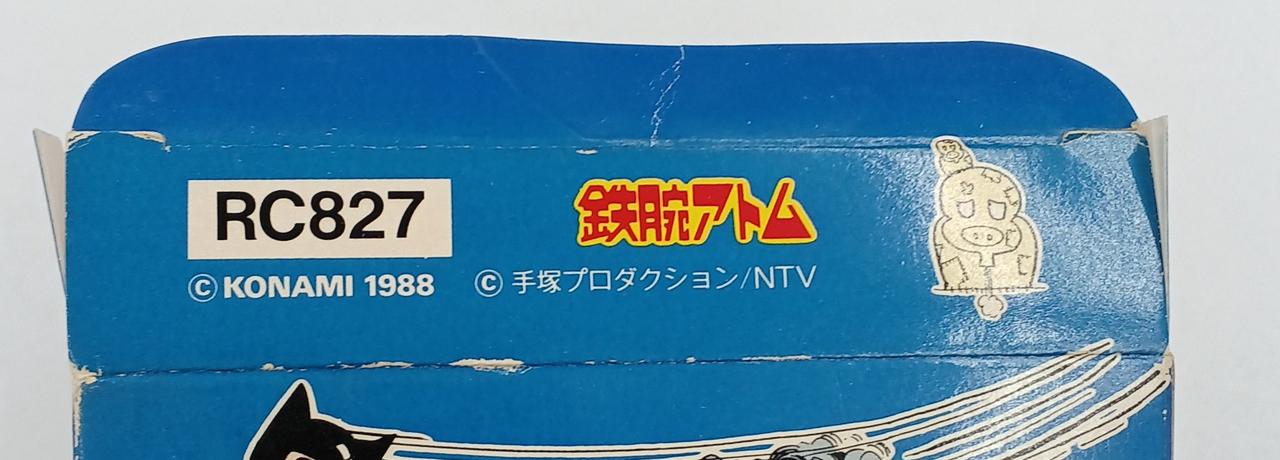 RC827
鉄腕アトム
© KONAMI 1988
© 手塚プロダクション/NTV